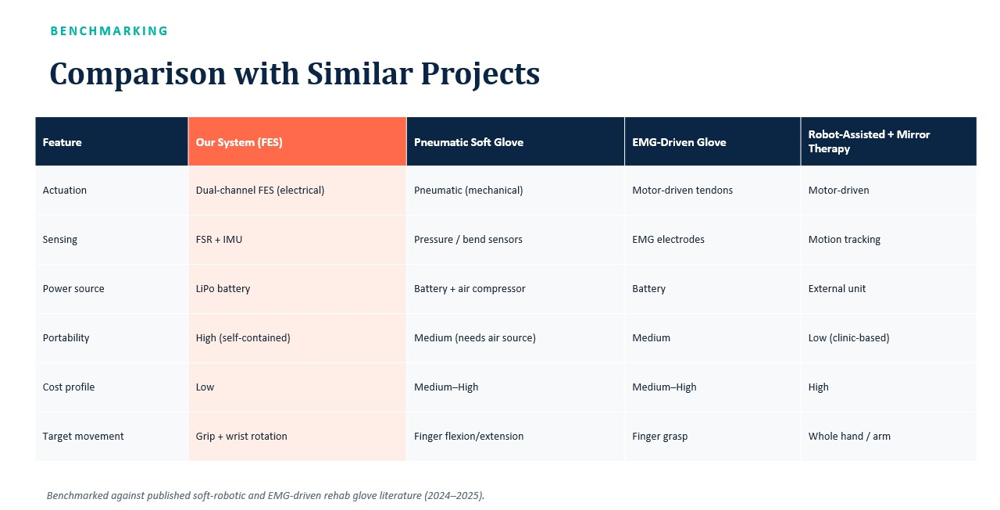 BENCHMARKING
Comparison with Similar Projects
Feature Our System (FES) Pneumatic Soft Glove EMG-Driven Glove Robot-Assisted + Mirror
Therapy
Actuation Dual-channel FES (electrical) Pneumatic (mechanical) Motor-driven tendons Motor-driven
Sensing FSR + IMU Pressure / bend sensors EMG electrodes Motion tracking
Power source LiPo battery Battery + air compressor Battery External unit
Portability High (self-contained) Medium (needs air source) Medium Low (clinic-based)
Cost profile Low Medium–High Medium–High High
Target movement Grip + wrist rotation Finger flexion/extension Finger grasp Whole hand / arm
Benchmarked against published soft-robotic and EMG-driven rehab glove literature (2024–2025).